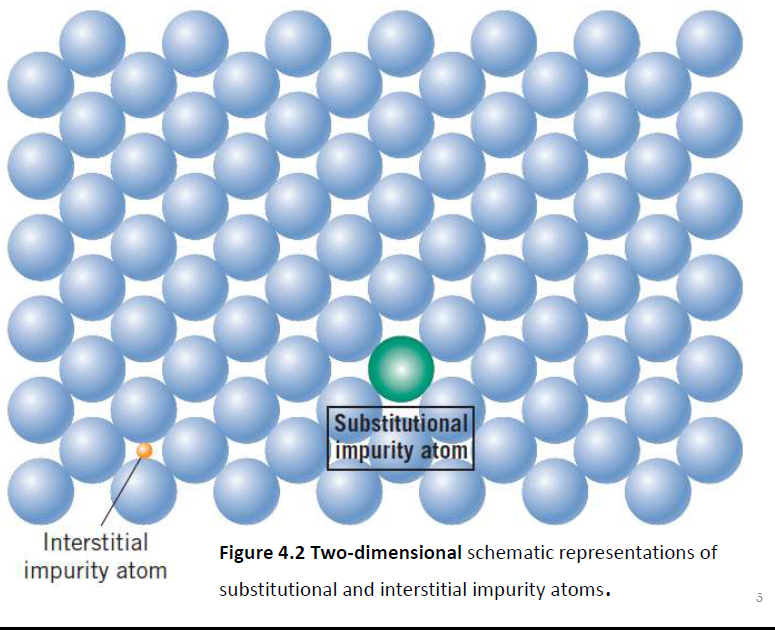 Substitutional
impurity atom
Interstitial
impurity atom
Figure 4.2 Two-dimensional schematic representations of
substitutional and interstitial impurity atoms.
5